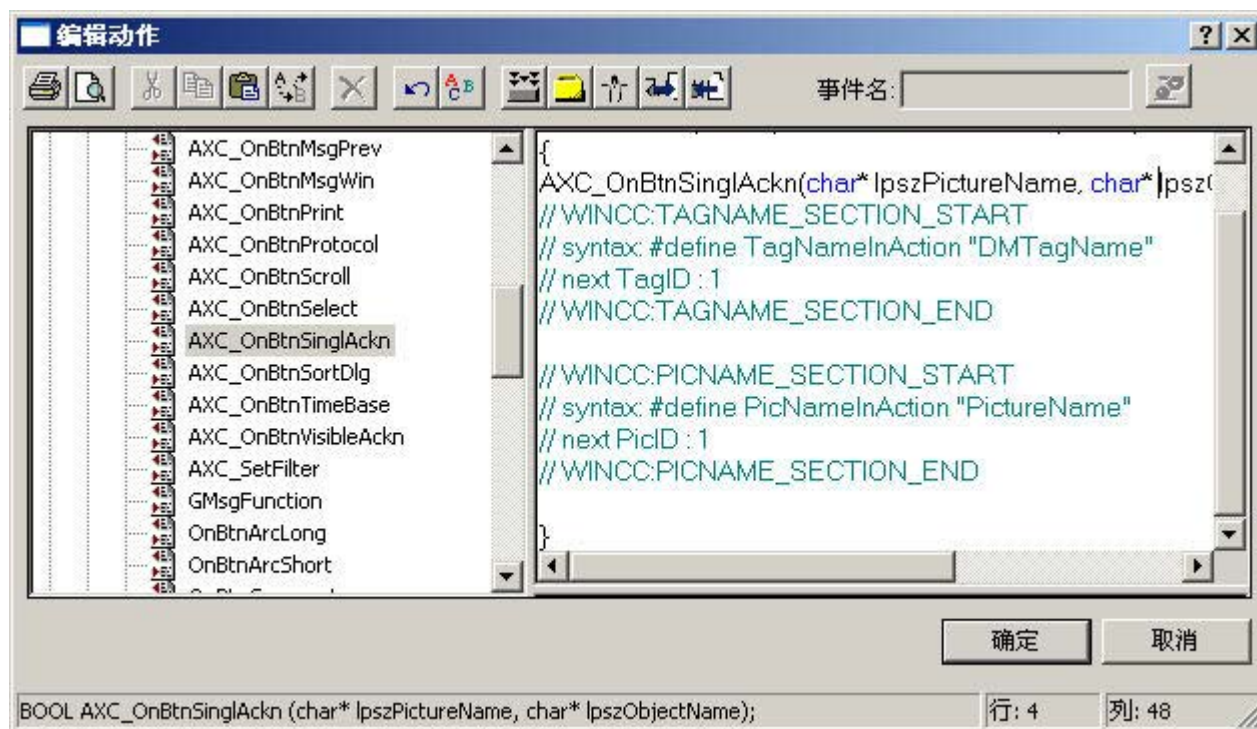 编辑动作
事件名:
AXC_OnBtnMsgPrev
AXC_OnBtnMsgWin
AXC_OnBtnPrint
AXC_OnBtnProtocol
AXC_OnBtnScroll
AXC_OnBtnSelect
AXC_OnBtnSinglAckn
AXC_OnBtnSortDlg
AXC_OnBtnTimeBase
AXC_OnBtnVisibleAckn
AXC_SetFilter
GMsgFunction
OnBtnArcLong
OnBtnArcShort
{
AXC_OnBtnSinglAckn(char* lpszPictureName, char* lpsz
// WINCC:TAGNAME_SECTION_START
// syntax: #define TagNameInAction "DMTagName"
// next TagID : 1
// WINCC:TAGNAME_SECTION_END
// WINCC:PICNAME_SECTION_START
// syntax: #define PicNameInAction "PictureName"
// next PicID : 1
// WINCC:PICNAME_SECTION_END
}
确定
取消
BOOL AXC_OnBtnSinglAckn (char* lpszPictureName, char* lpszObjectName);
行: 4
列: 48